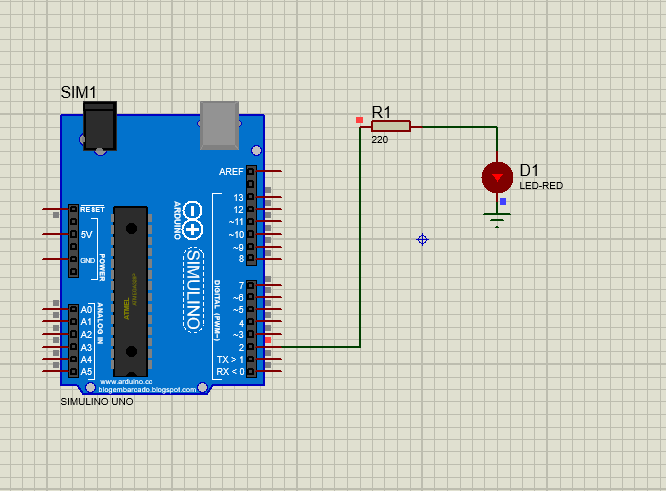 SIM1
R1
220
D1
LED-RED
AREF
RESET
5V
GND
POWER
13
12
~11
~10
~9
8
7
~6
~5
4
~3
2
TX > 1
RX < 0
DIGITAL (PWM~)
ARDUINO
SIMULINO
ATMEL
ANALOG IN
A0
A1
A2
A3
A4
A5
www.arduino.cc
blogembarcado.blogspot.com
SIMULINO UNO